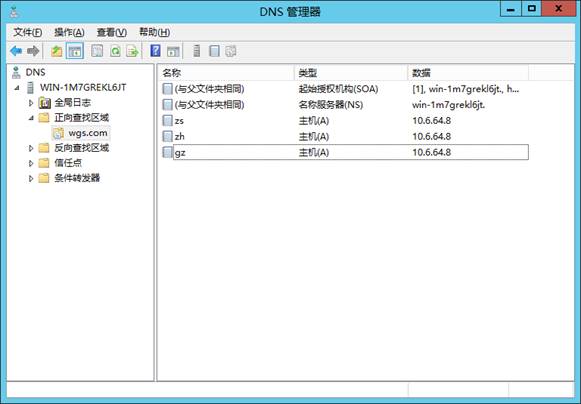 DNS 管理器
文件(F) 操作(A) 查看(V) 帮助(H)
DNS
WIN-1M7GREKL6JT
全局日志
正向查找区域
wgs.com
反向查找区域
信任点
条件转发器
名称 类型 数据
(与父文件夹相同) 起始授权机构(SOA) [1], win-1m7grekl6jt., h...
(与父文件夹相同) 名称服务器(NS) win-1m7grekl6jt.
zs 主机(A) 10.6.64.8
zh 主机(A) 10.6.64.8
gz 主机(A) 10.6.64.8